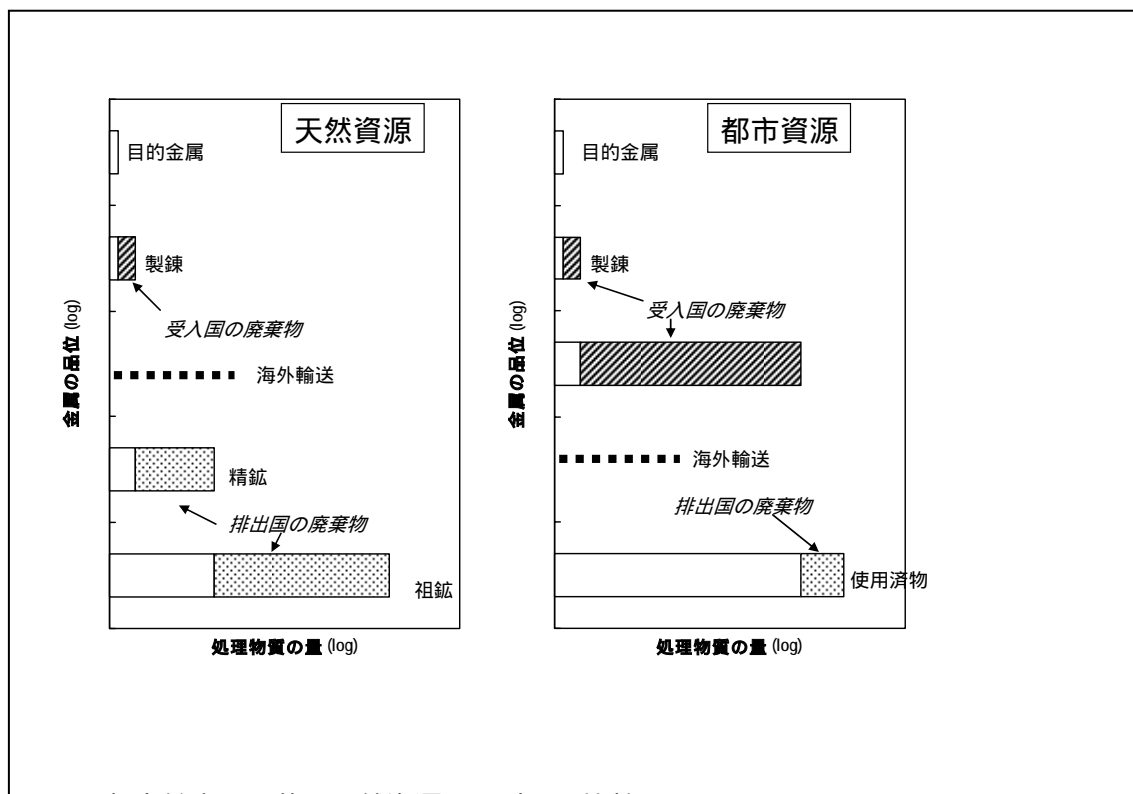 天然資源
目的金属
製錬
受入国の廃棄物
海外輸送
精鉱
排出国の廃棄物
祖鉱
金属の品位 (log)
処理物質の量 (log)
都市資源
目的金属
製錬
受入国の廃棄物
海外輸送
排出国の廃棄物
使用済物
金属の品位 (log)
処理物質の量 (log)